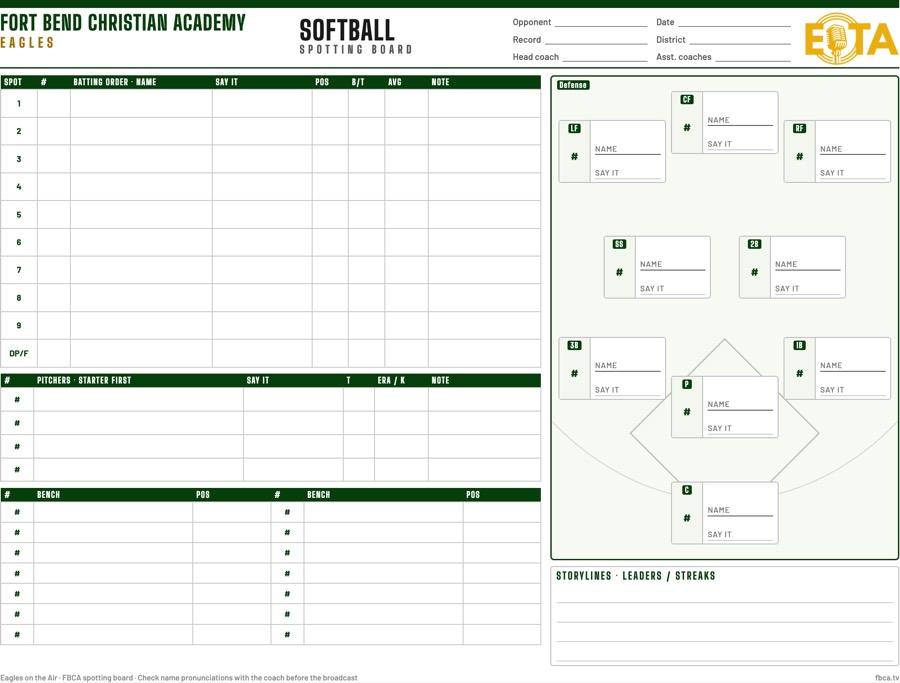 FORT BEND CHRISTIAN ACADEMY
EAGLES
SOFTBALL
SPOTTING BOARD
Opponent
Date
Record
District
Head coach
Asst. coaches
EOTA
SPOT # BATTING ORDER · NAME SAY IT POS B/T AVG NOTE
1
2
3
4
5
6
7
8
9
DP/F
# PITCHERS · STARTER FIRST SAY IT T ERA / K NOTE
#
#
#
#
# BENCH POS # BENCH POS
# #
# #
# #
# #
# #
# #
# #
Defense
CF
# NAME
SAY IT
LF
# NAME
SAY IT
RF
# NAME
SAY IT
SS
# NAME
SAY IT
2B
# NAME
SAY IT
3B
# NAME
SAY IT
1B
# NAME
SAY IT
P
# NAME
SAY IT
C
# NAME
SAY IT
STORYLINES · LEADERS / STREAKS
Eagles on the Air · FBCA spotting board · Check name pronunciations with the coach before the broadcast
fbca.tv